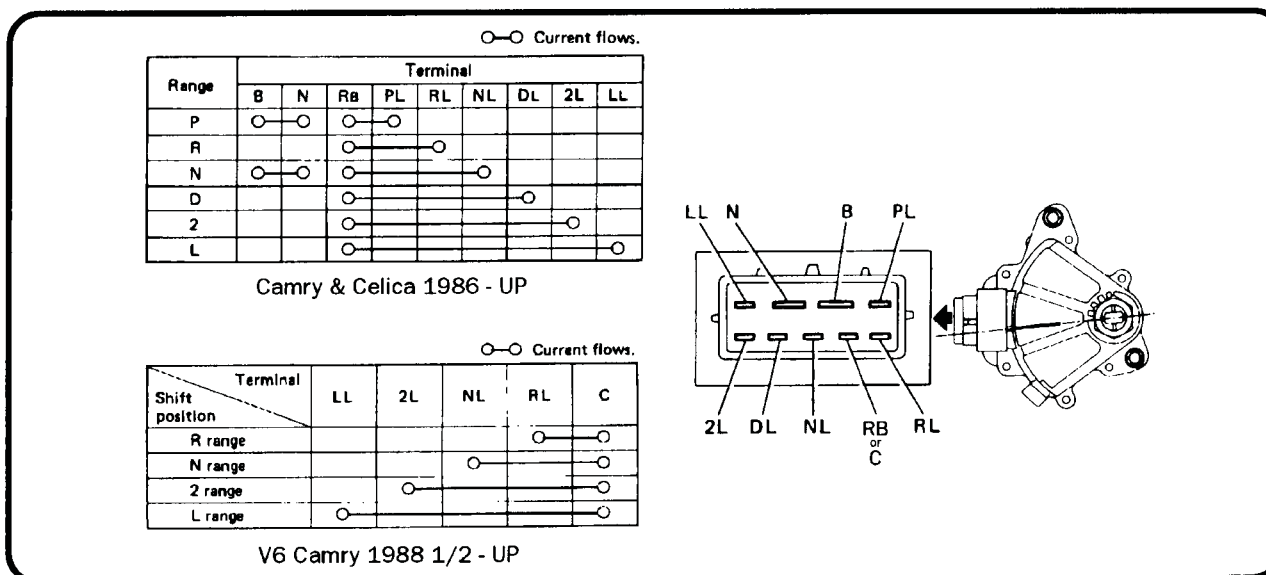 O—O Current flows.
Range Terminal
B N RB PL RL NL DL 2L LL
P
R
N
D
2
L
Camry & Celica 1986 - UP
O—O Current flows.
Terminal
Shift position LL 2L NL RL C
R range
N range
2 range
L range
V6 Camry 1988 1/2 - UP
LL N B PL
2L DL NL RB or C RL